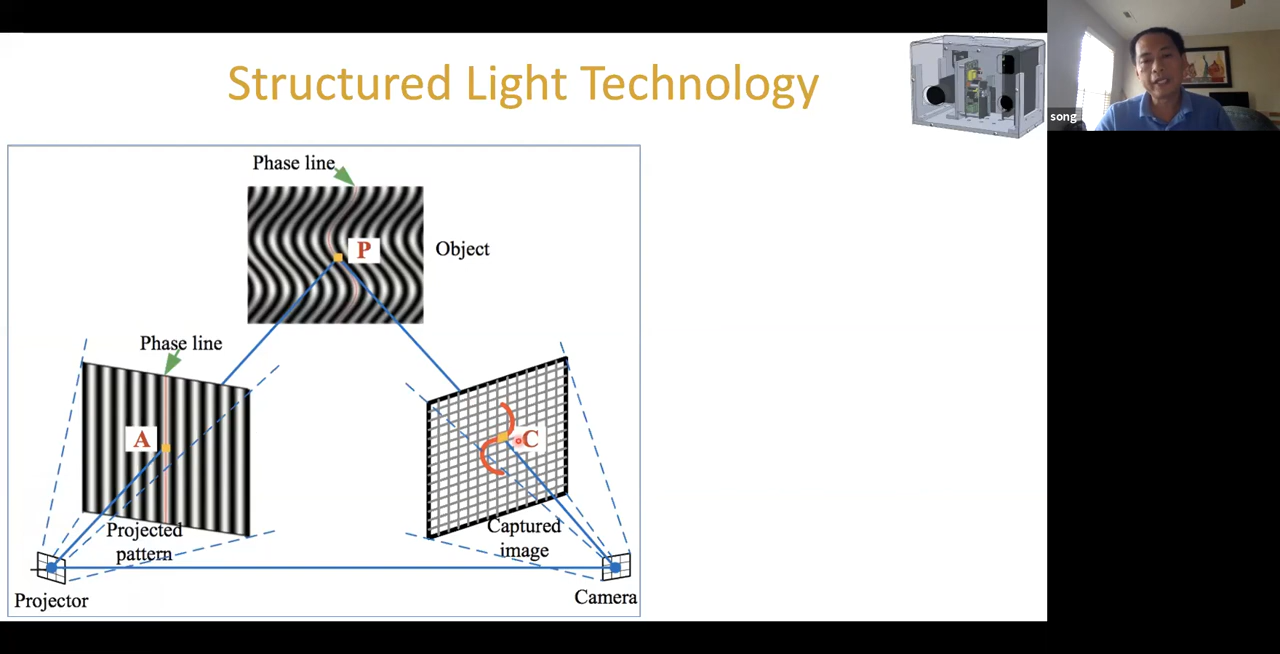 Structured Light Technology
song
Phase line
P
Object
Phase line
A
C
Projected
pattern
Captured
image
Projector
Camera